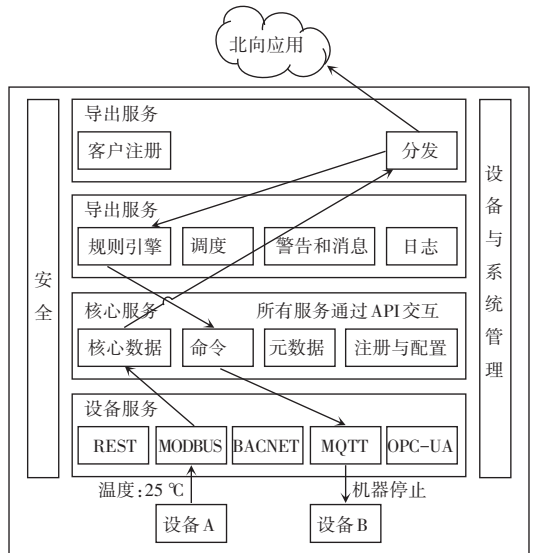 北向应用
导出服务
客户注册
分发
导出服务
规则引擎
调度
警告和消息
日志
核心服务
所有服务通过API交互
核心数据
命令
元数据
注册与配置
设备服务
REST
MODBUS
BACNET
MQTT
OPC-UA
温度:25 ℃
机器停止
设备A
设备B
安全
设备与系统管理